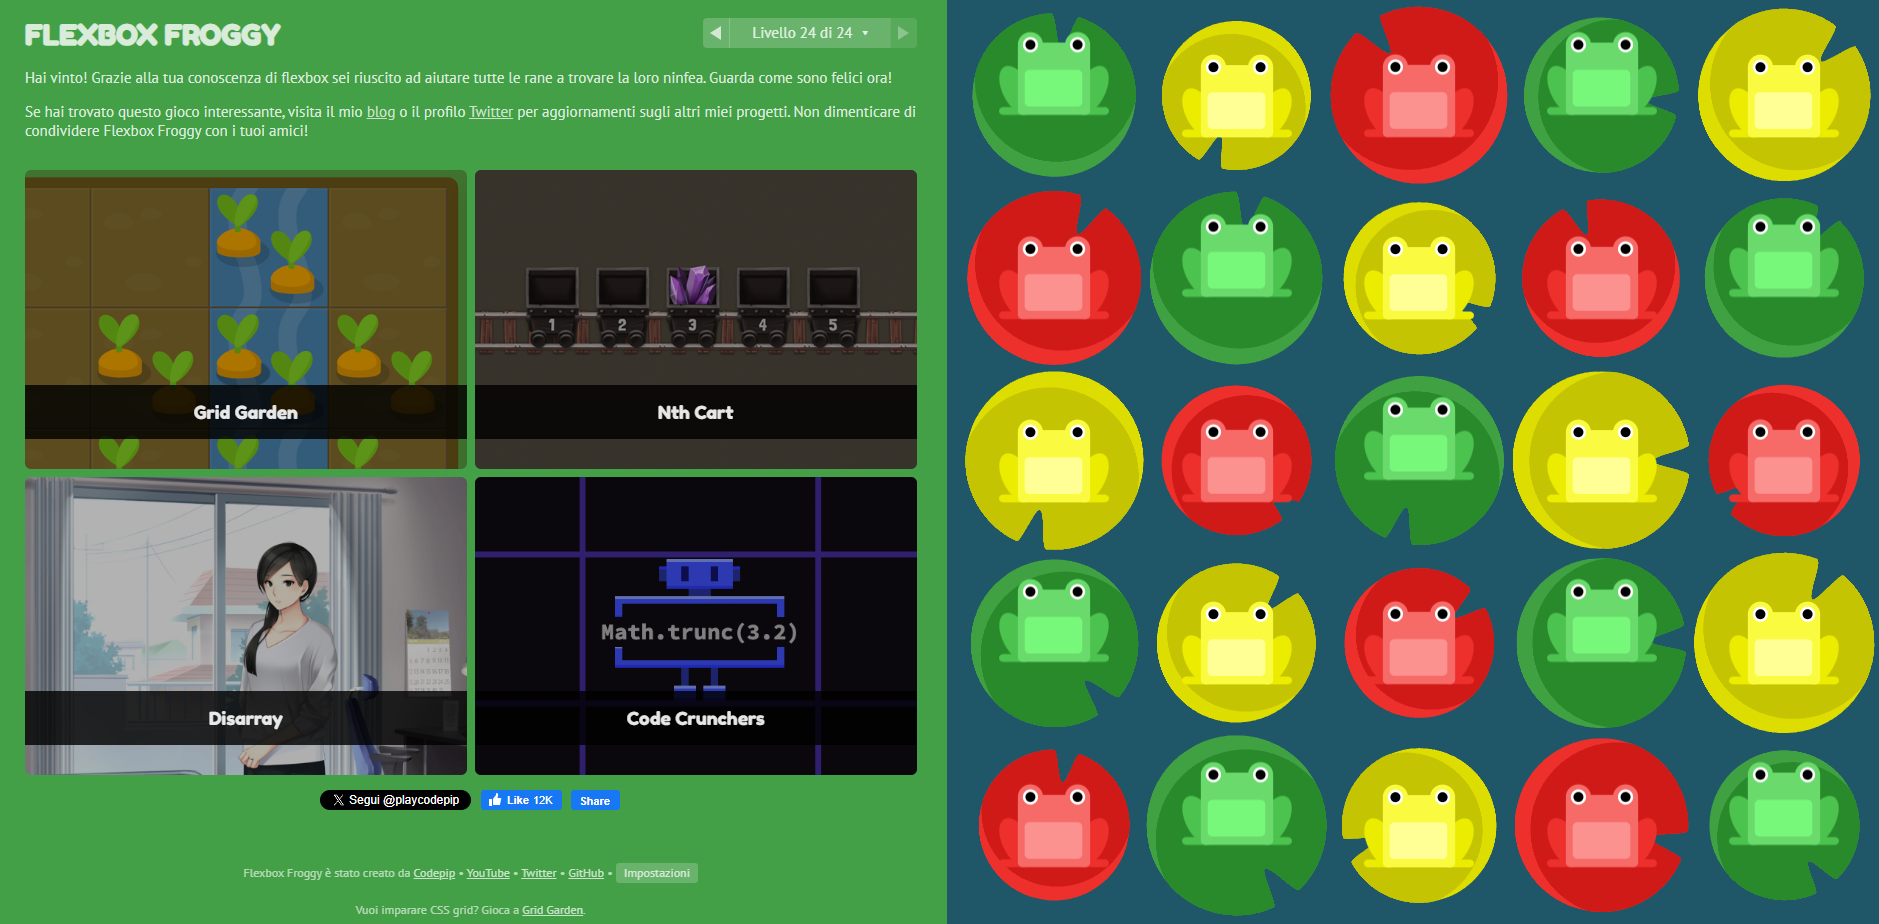 FLEXBOX FROGGY
Livello 24 di 24
Hai vinto! Grazie alla tua conoscenza di flexbox sei riuscito ad aiutare tutte le rane a trovare la loro ninfea. Guarda come sono felici ora!
Se hai trovato questo gioco interessante, visita il mio blog o il profilo Twitter per aggiornamenti sugli altri miei progetti. Non dimenticare di
condividere Flexbox Froggy con i tuoi amici!
1 2 3 4 5
Grid Garden
Nth Cart
Math.trunc(3.2)
Disarray
Code Crunchers
Segui @playcodepip
Like 12K
Share
Flexbox Froggy è stato creato da Codepip • YouTube • Twitter • GitHub • Impostazioni
Vuoi imparare CSS grid? Gioca a Grid Garden.